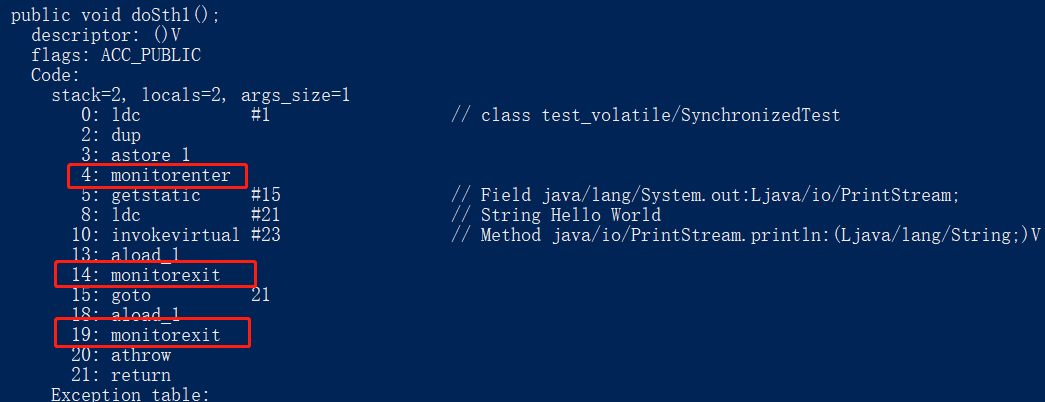 public void doSth1();
descriptor: ()V
flags: ACC_PUBLIC
Code:
stack=2, locals=2, args_size=1
0: ldc #1 // class test_volatile/SynchronizedTest
2: dup
3: astore_1
4: monitorenter
5: getstatic #15 // Field java/lang/System.out:Ljava/io/PrintStream;
8: ldc #21 // String Hello World
10: invokevirtual #23 // Method java/io/PrintStream.println:(Ljava/lang/String;)V
13: aload_1
14: monitorexit
15: goto 21
18: aload_1
19: monitorexit
20: athrow
21: return
Exception table: